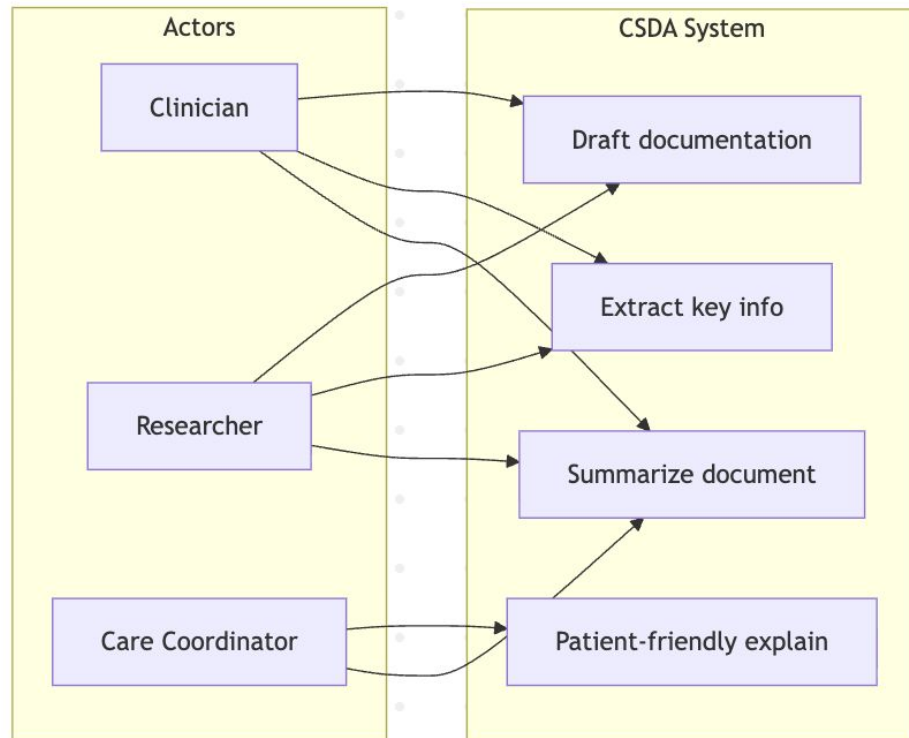 Actors
Clinician
Researcher
Care Coordinator
CSDA System
Draft documentation
Extract key info
Summarize document
Patient-friendly explain